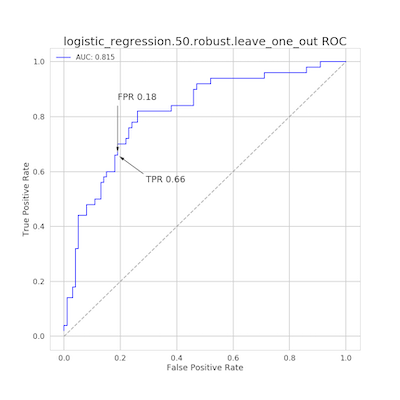 logistic_regression.50.robust.leave_one_out ROC
AUC: 0.815
1.0
FPR 0.18
0.8
TPR 0.66
0.6
0.4
0.2
0.0
True Positive Rate
0.0 0.2 0.4 0.6 0.8 1.0
False Positive Rate